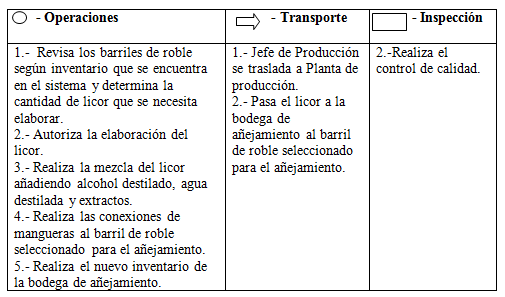 - Operaciones
- Transporte
- Inspección
1.- Revisa los barriles de roble
según inventario que se encuentra
en el sistema y determina la
cantidad de licor que se necesita
elaborar.
2.- Autoriza la elaboración del
licor.
3.- Realiza la mezcla del licor
añadiendo alcohol destilado, agua
destilada y extractos.
4.- Realiza las conexiones de
mangueras al barril de roble
seleccionado para el añejamiento.
5.- Realiza el nuevo inventario de
la bodega de añejamiento.
1.- Jefe de Producción
se traslada a Planta de
producción.
2.- Pasa el licor a la
bodega de
añejamiento al barril
de roble seleccionado
para el añejamiento.
2.-Realiza el
control de calidad.